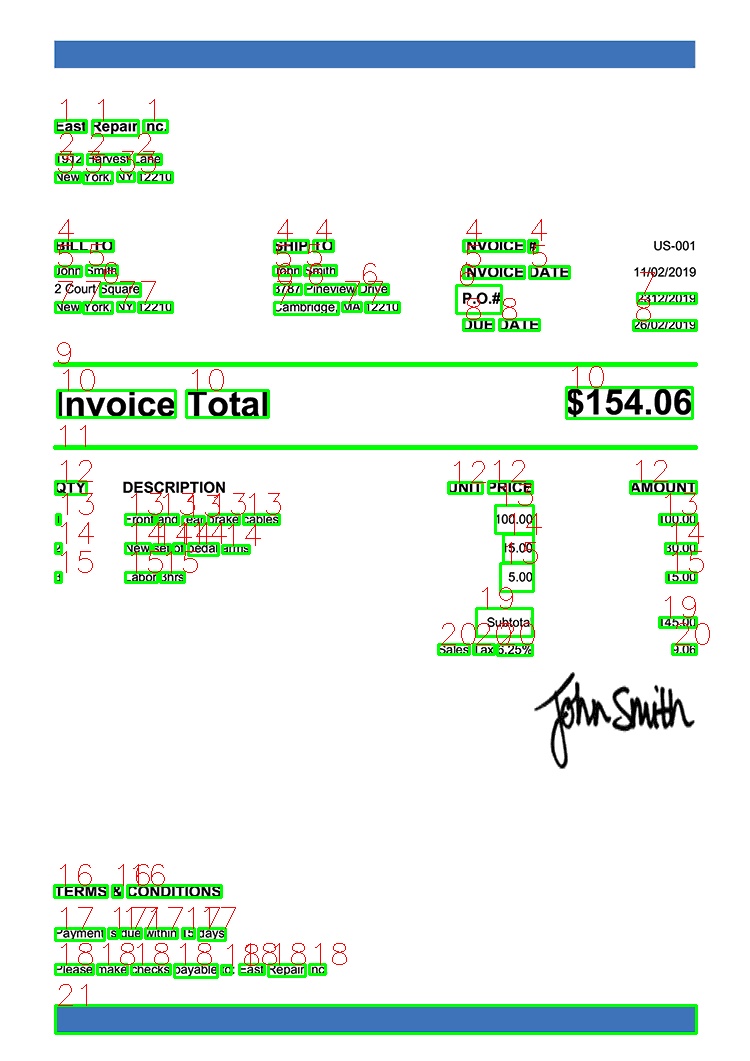 East Repair Inc.
1912 Harvest Lane
New York, NY 12210
BILL TO
John Smith
2 Court Square
New York, NY 12210
SHIP TO
John Smith
3787 Pineview Drive
Cambridge, MA 12210
INVOICE # US-001
INVOICE DATE 11/02/2019
P.O.# 2312/2019
DUE DATE 26/02/2019
Invoice Total $154.06
QTY DESCRIPTION UNIT PRICE AMOUNT
1 Front and rear brake cables 100.00 100.00
2 New set of pedal arms 15.00 30.00
3 Labor 3hrs 5.00 15.00
Subtotal 145.00
Sales Tax 6.25% 9.06
John Smith
TERMS & CONDITIONS
Payment is due within 15 days
Please make checks payable to: East Repair Inc.